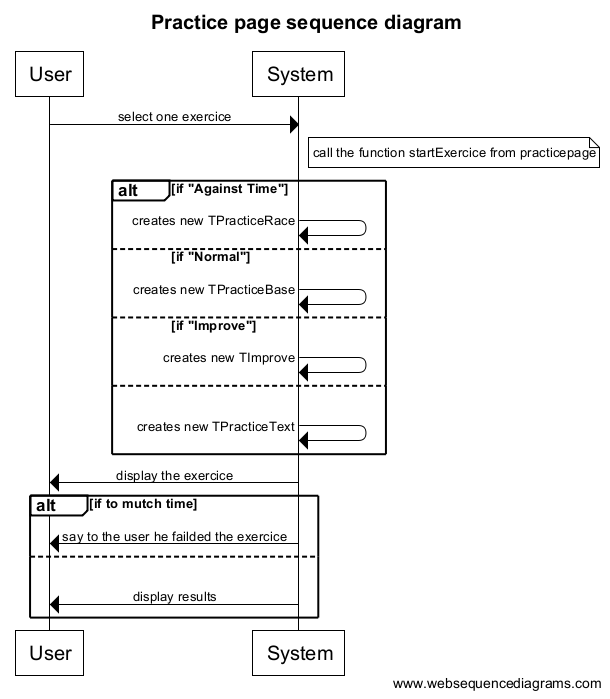 Practice page sequence diagram
User
System
select one exercice
call the function startExercice from practicepage
alt
[if "Against Time"]
creates new TPracticeRace
[if "Normal"]
creates new TPracticeBase
[if "Improve"]
creates new TImprove
creates new TPracticeText
display the exercice
alt
[if to mutch time]
say to the user he failded the exercice
display results
User
System
www.websequencediagrams.com